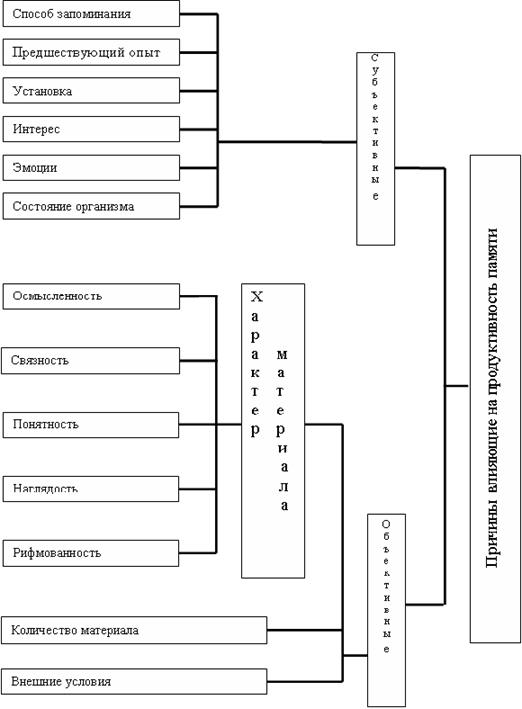 Способ запоминания
Предшествующий опыт
Установка
Интерес
Эмоции
Состояние организма
Субъективные
Причины влияющие на продуктивность памяти
Осмысленность
Связность
Понятность
Наглядость
Рифмованность
Характер
материала
Объективные
Количество материала
Внешние условия